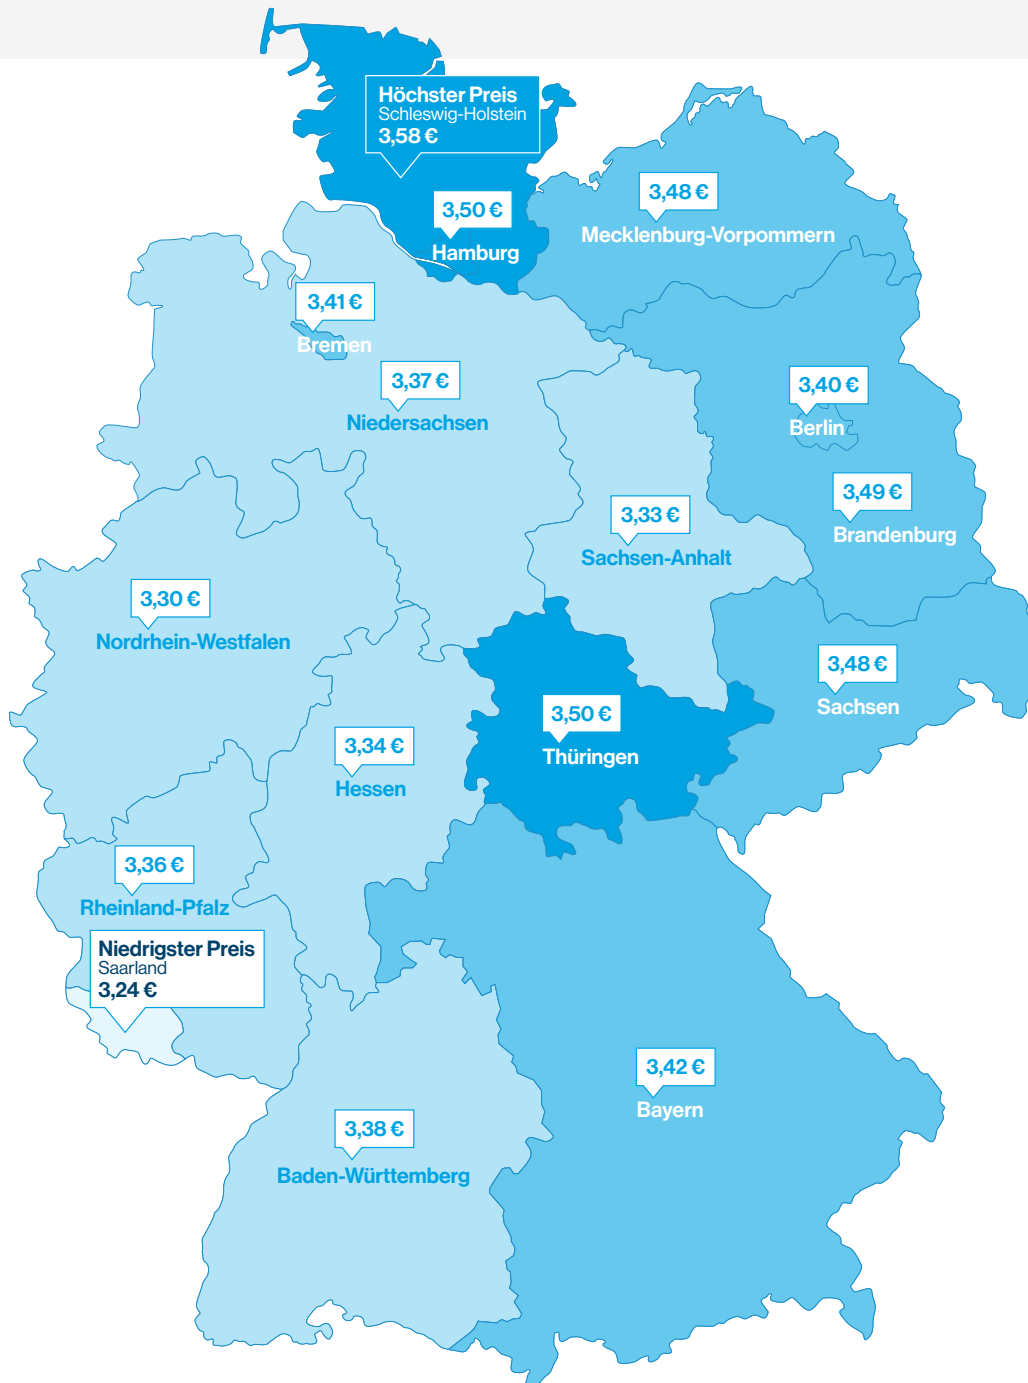 Höchster Preis
Schleswig-Holstein
3,58 €
3,48 €
Mecklenburg-Vorpommern
3,50 €
Hamburg
3,41 €
Bremen
3,37 €
Niedersachsen
3,40 €
Berlin
3,49 €
Brandenburg
3,33 €
Sachsen-Anhalt
3,30 €
Nordrhein-Westfalen
3,48 €
Sachsen
3,50 €
Thüringen
3,34 €
Hessen
3,36 €
Rheinland-Pfalz
Niedrigster Preis
Saarland
3,24 €
3,42 €
Bayern
3,38 €
Baden-Württemberg